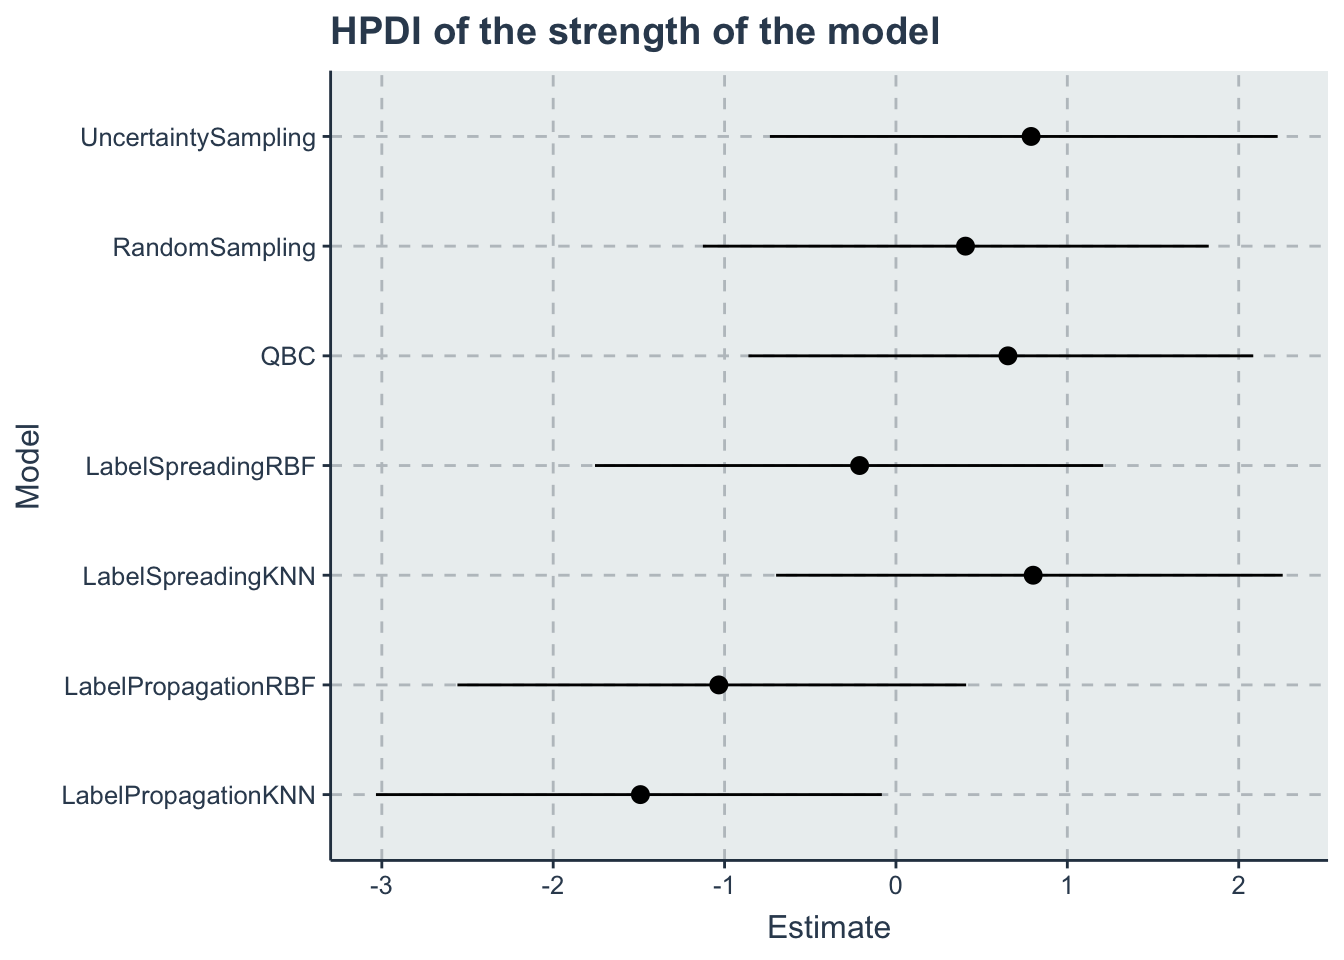 HPDI of the strength of the model
UncertaintySampling
RandomSampling
QBC
LabelSpreadingRBF
LabelSpreadingKNN
LabelPropagationRBF
LabelPropagationKNN
Model
-3 -2 -1 0 1 2
Estimate